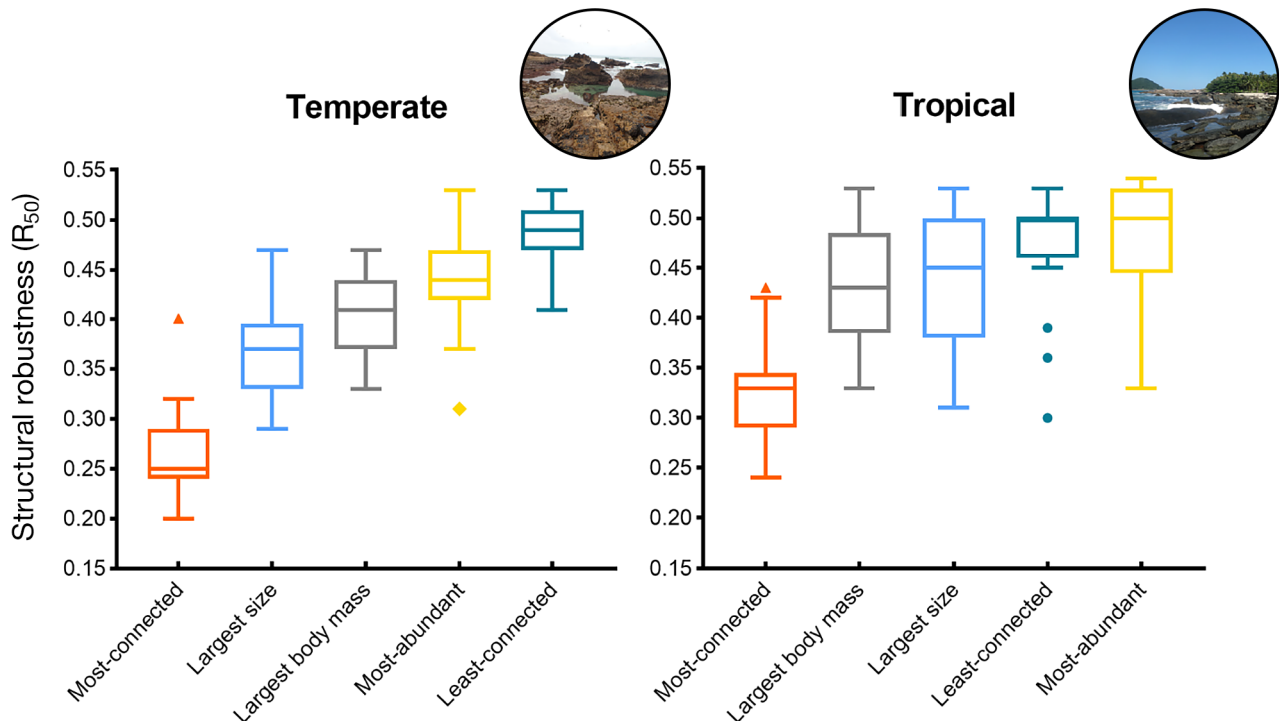 Temperate
Tropical
Structural robustness (R50)
0.55
0.50
0.45
0.40
0.35
0.30
0.25
0.20
0.15
Most-connected
Largest size
Largest body mass
Most-abundant
Least-connected
0.55
0.50
0.45
0.40
0.35
0.30
0.25
0.20
0.15
Most-connected
Largest body mass
Largest size
Least-connected
Most-abundant